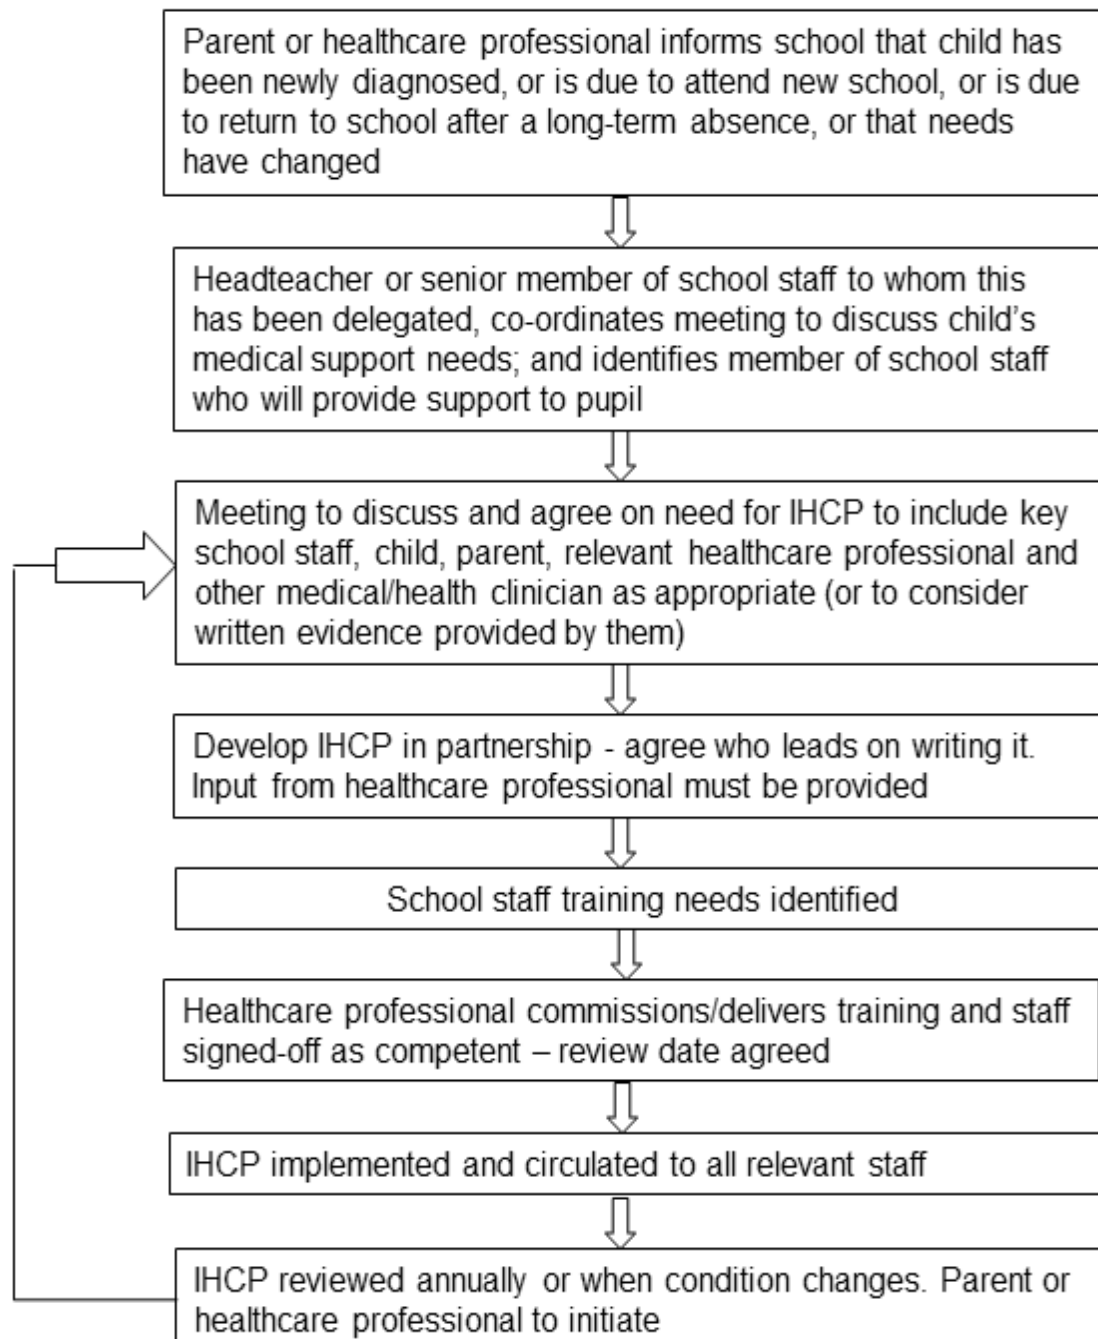 Parent or healthcare professional informs school that child has
been newly diagnosed, or is due to attend new school, or is due
to return to school after a long-term absence, or that needs
have changed
Headteacher or senior member of school staff to whom this
has been delegated, co-ordinates meeting to discuss child’s
medical support needs; and identifies member of school staff
who will provide support to pupil
Meeting to discuss and agree on need for IHCP to include key
school staff, child, parent, relevant healthcare professional and
other medical/health clinician as appropriate (or to consider
written evidence provided by them)
Develop IHCP in partnership - agree who leads on writing it.
Input from healthcare professional must be provided
School staff training needs identified
Healthcare professional commissions/delivers training and staff
signed-off as competent – review date agreed
IHCP implemented and circulated to all relevant staff
IHCP reviewed annually or when condition changes. Parent or
healthcare professional to initiate